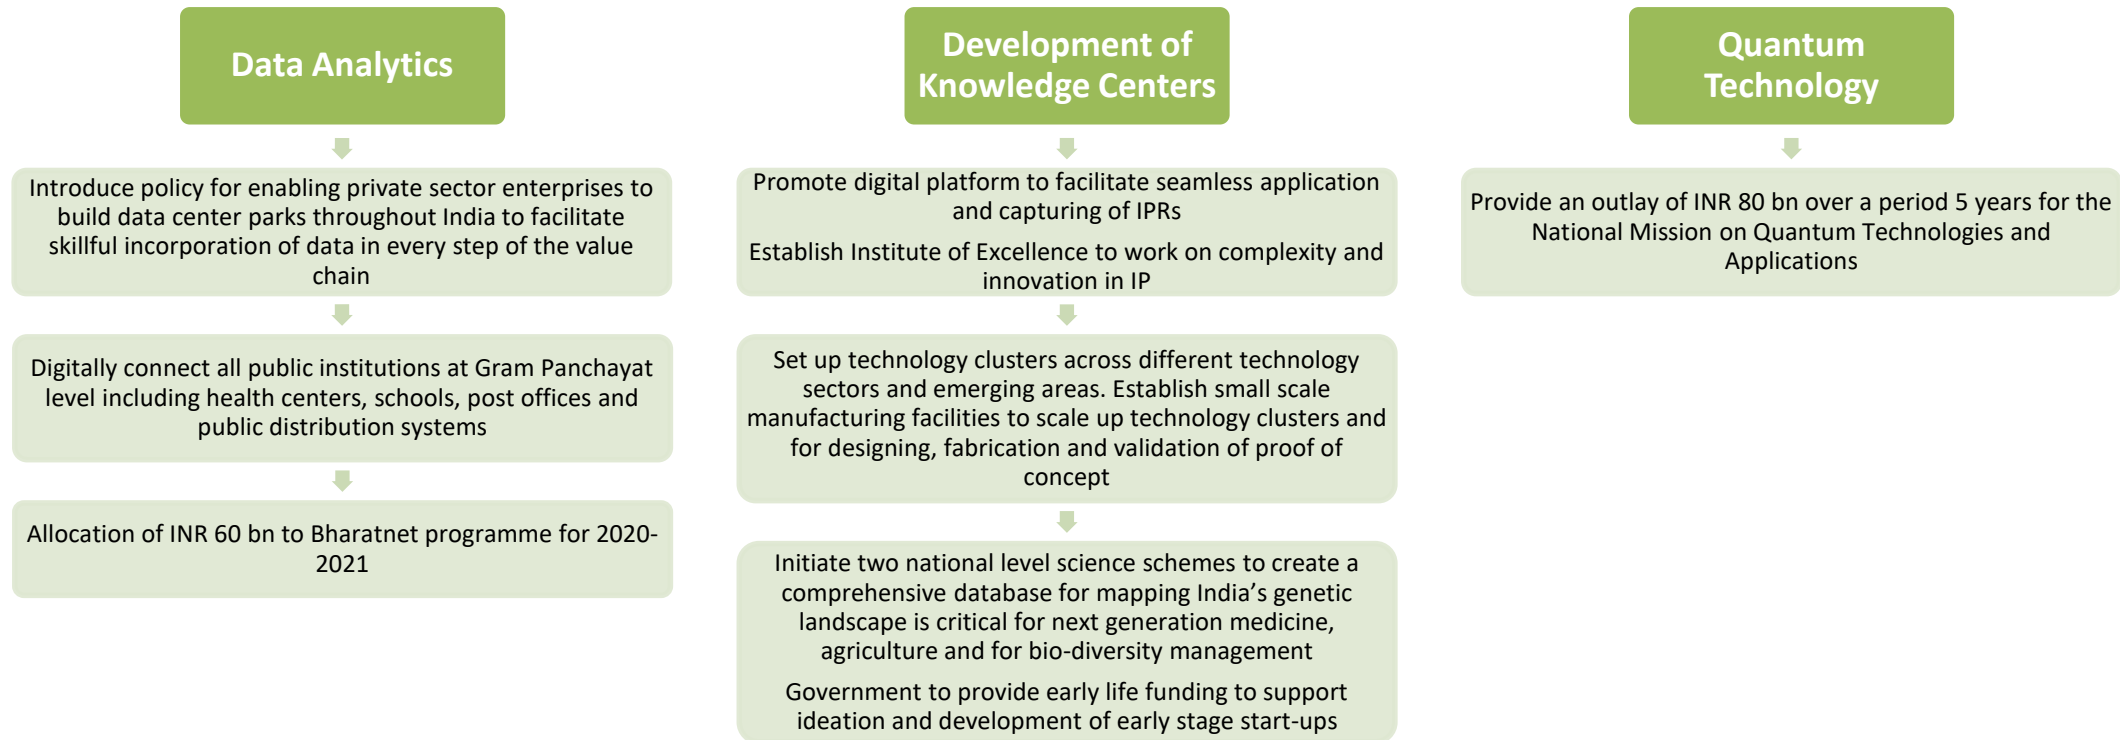 Data Analytics
Introduce policy for enabling private sector enterprises to
build data center parks throughout India to facilitate
skillful incorporation of data in every step of the value
chain
Digitally connect all public institutions at Gram Panchayat
level including health centers, schools, post offices and
public distribution systems
Allocation of INR 60 bn to Bharatnet programme for 2020-
2021
Development of
Knowledge Centers
Promote digital platform to facilitate seamless application
and capturing of IPRs
Establish Institute of Excellence to work on complexity and
innovation in IP
Set up technology clusters across different technology
sectors and emerging areas. Establish small scale
manufacturing facilities to scale up technology clusters and
for designing, fabrication and validation of proof of
concept
Initiate two national level science schemes to create a
comprehensive database for mapping India’s genetic
landscape is critical for next generation medicine,
agriculture and for bio-diversity management
Government to provide early life funding to support
ideation and development of early stage start-ups
Quantum
Technology
Provide an outlay of INR 80 bn over a period 5 years for the
National Mission on Quantum Technologies and
Applications